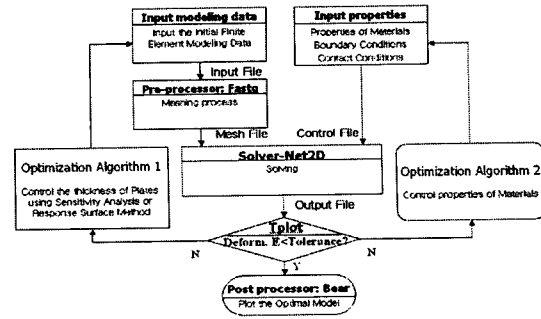 Input modeling data
Input the Initial Finite
Element Modeling Data
Input properties
Properties of Materials
Boundary Conditions
Contact Conditions
Input File
Pre-processor: Fastq
Meshing process
Mesh File
Control File
Solver-Net2D
Solving
Optimization Algorithm 1
Control the thickness of Plates
using Sensitivity Analysis or
Response Surface Method
Optimization Algorithm 2
Control properties of Materials
Output File
Tplot
Deform. E<Tolerance?
N
N
Y
Post processor: Bear
Plot the Optimal Model